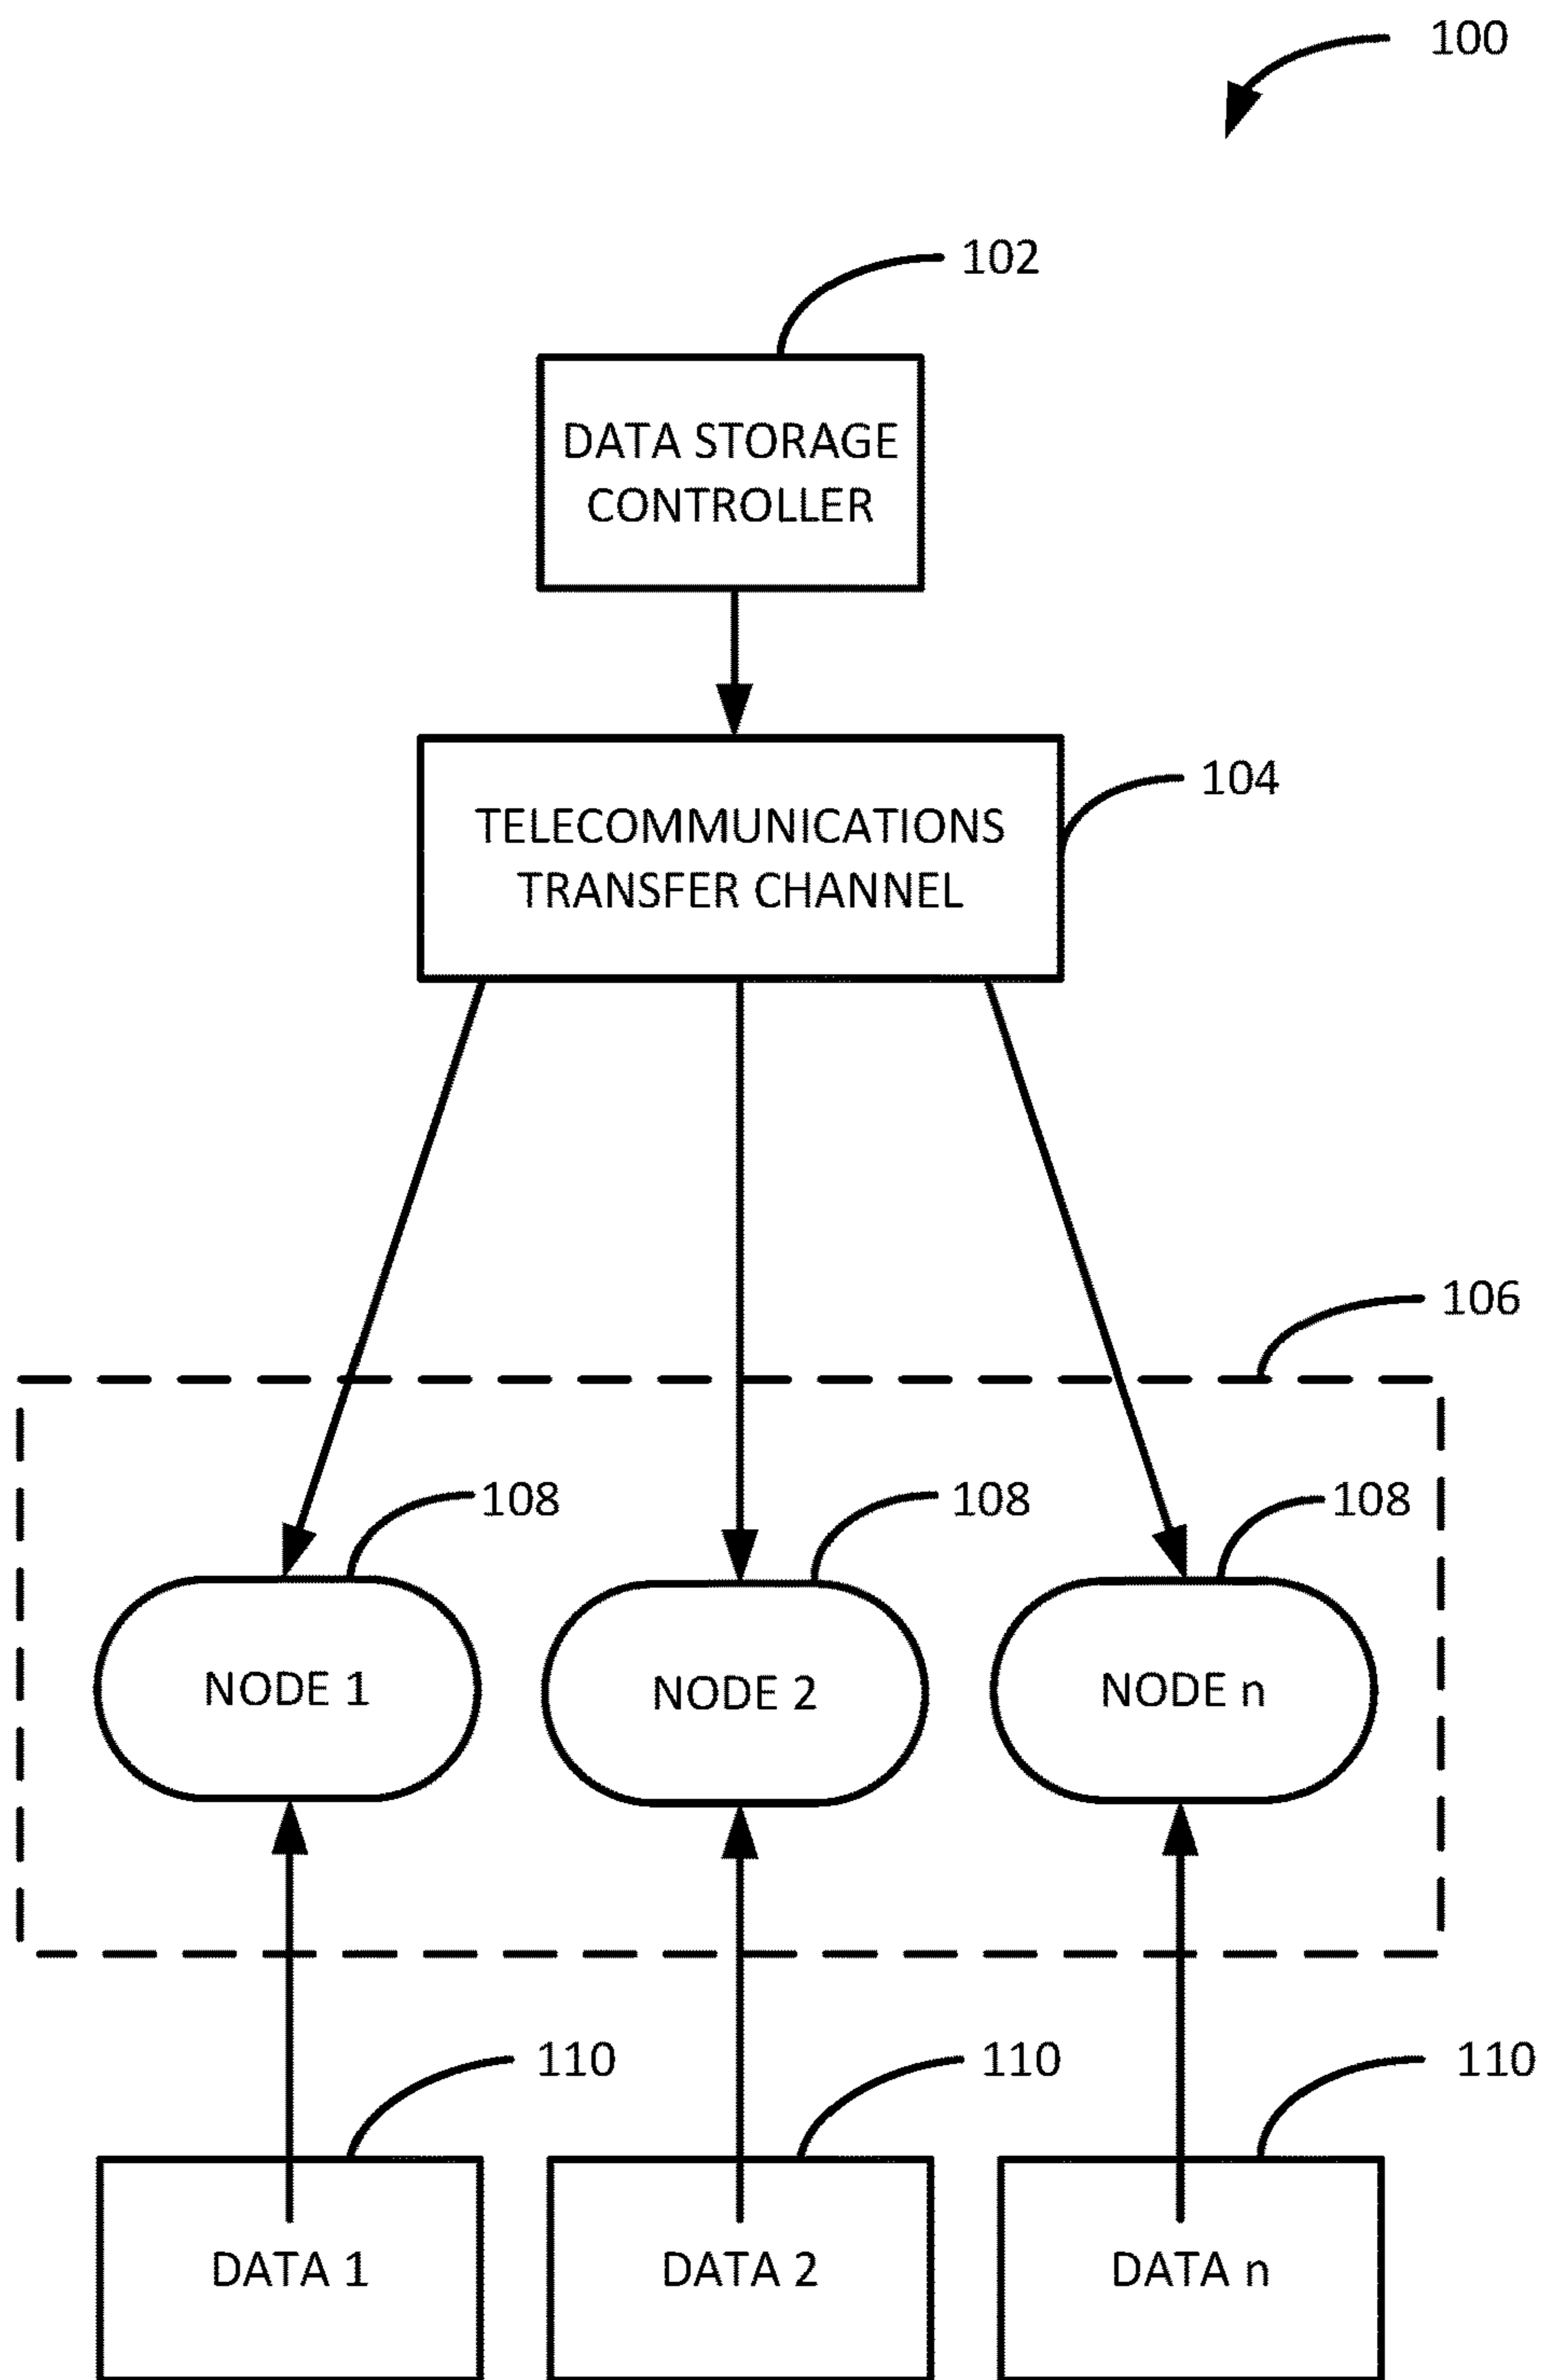 100
102
DATA STORAGE
CONTROLLER
104
TELECOMMUNICATIONS
TRANSFER CHANNEL
106
108
108
108
NODE 1
NODE 2
NODE n
110
110
110
DATA 1
DATA 2
DATA n